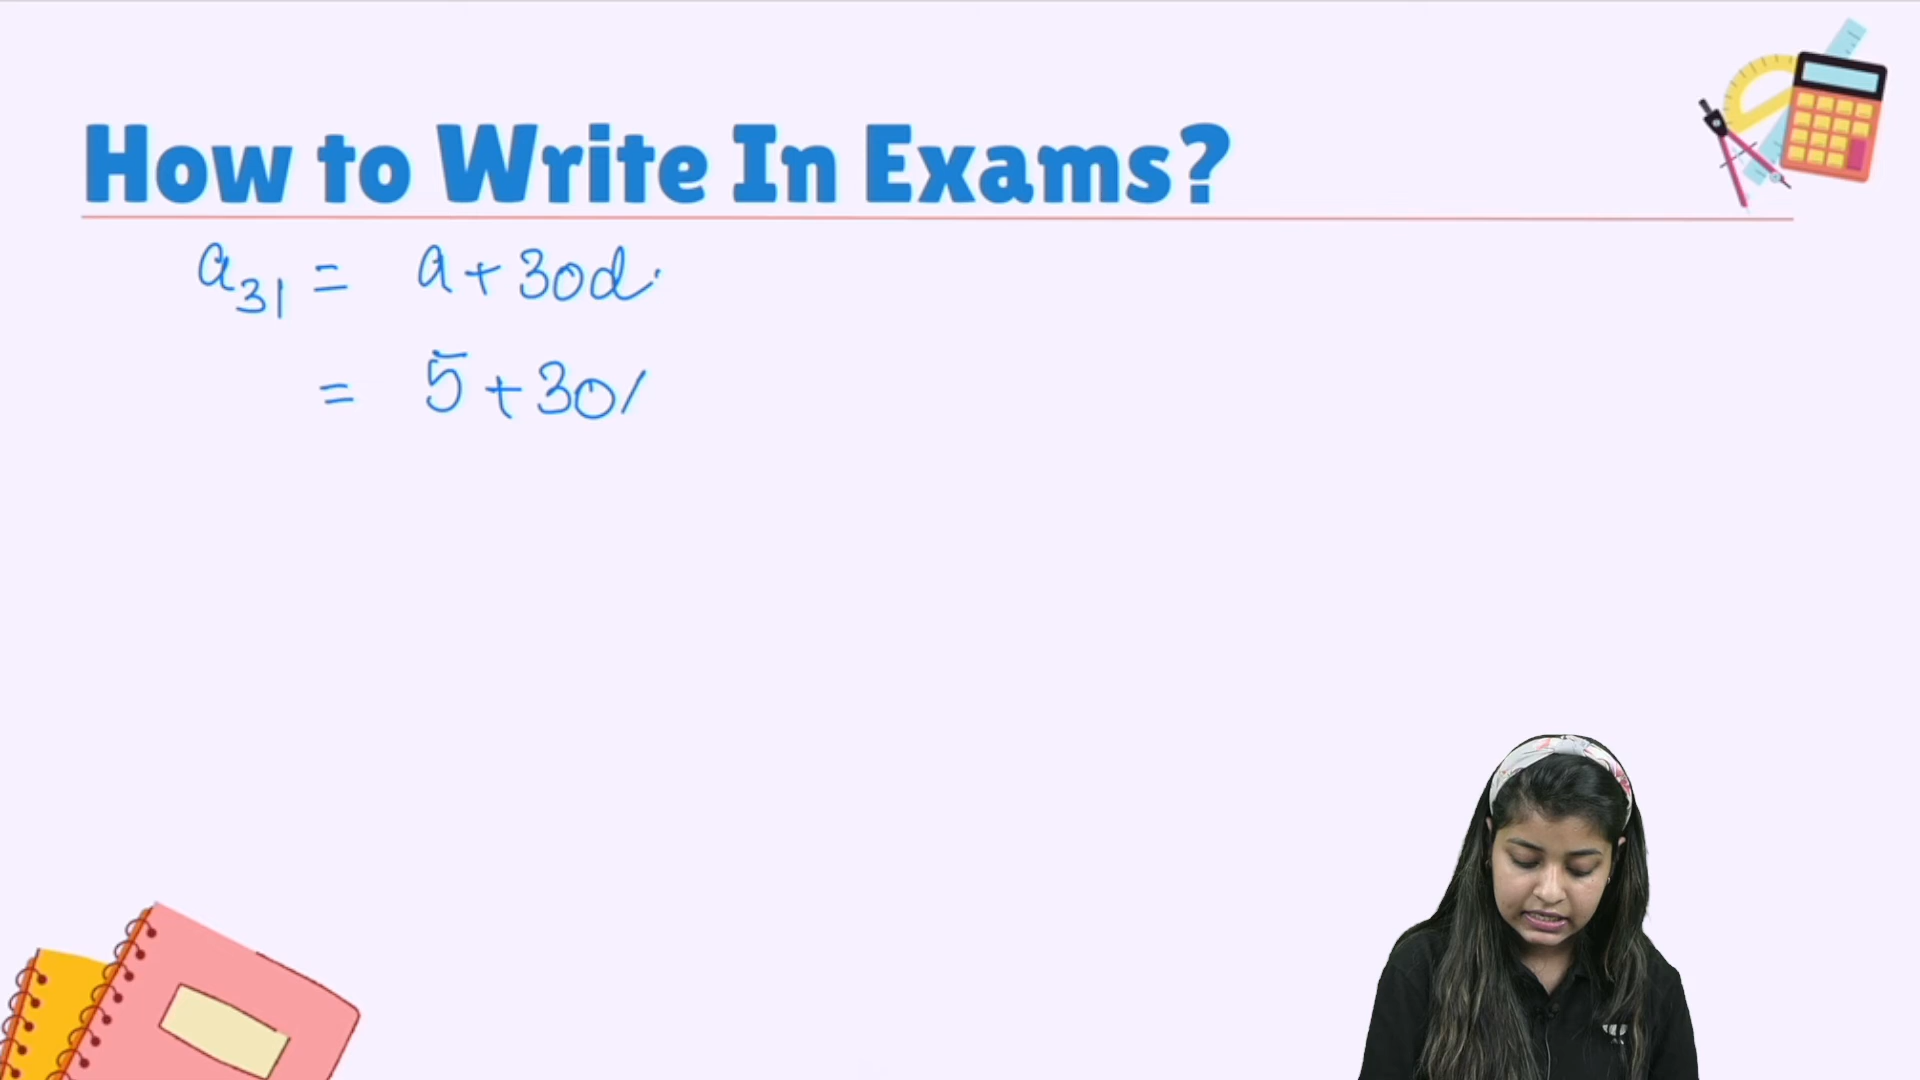 How to Write In Exams?
a₃₁ = a + 30d
= 5 + 30